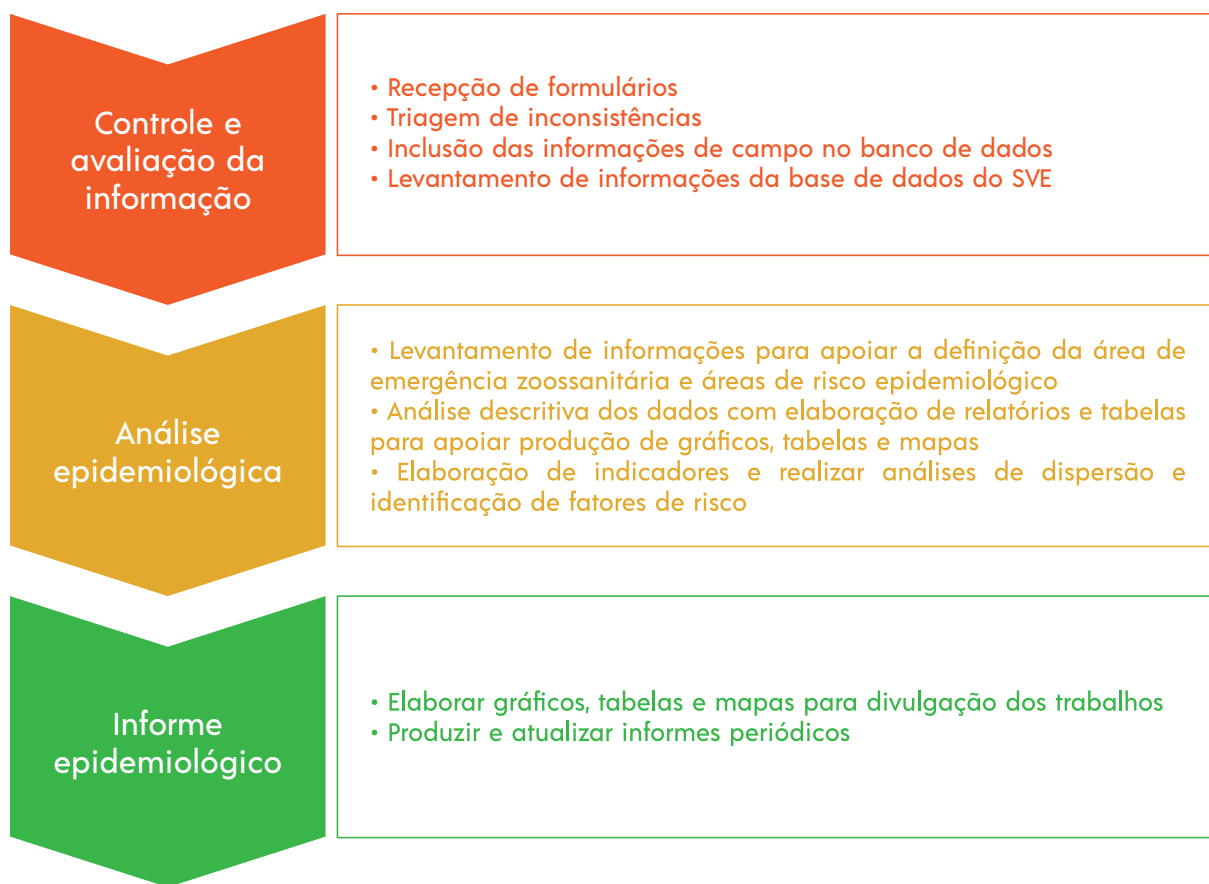 Controle e
avaliação da
informação
• Recepção de formulários
• Triagem de inconsistências
• Inclusão das informações de campo no banco de dados
• Levantamento de informações da base de dados do SVE
Análise
epidemiológica
• Levantamento de informações para apoiar a definição da área de
emergência zoossanitária e áreas de risco epidemiológico
• Análise descritiva dos dados com elaboração de relatórios e tabelas
para apoiar produção de gráficos, tabelas e mapas
• Elaboração de indicadores e realizar análises de dispersão e
identificação de fatores de risco
Informe
epidemiológico
• Elaborar gráficos, tabelas e mapas para divulgação dos trabalhos
• Produzir e atualizar informes periódicos